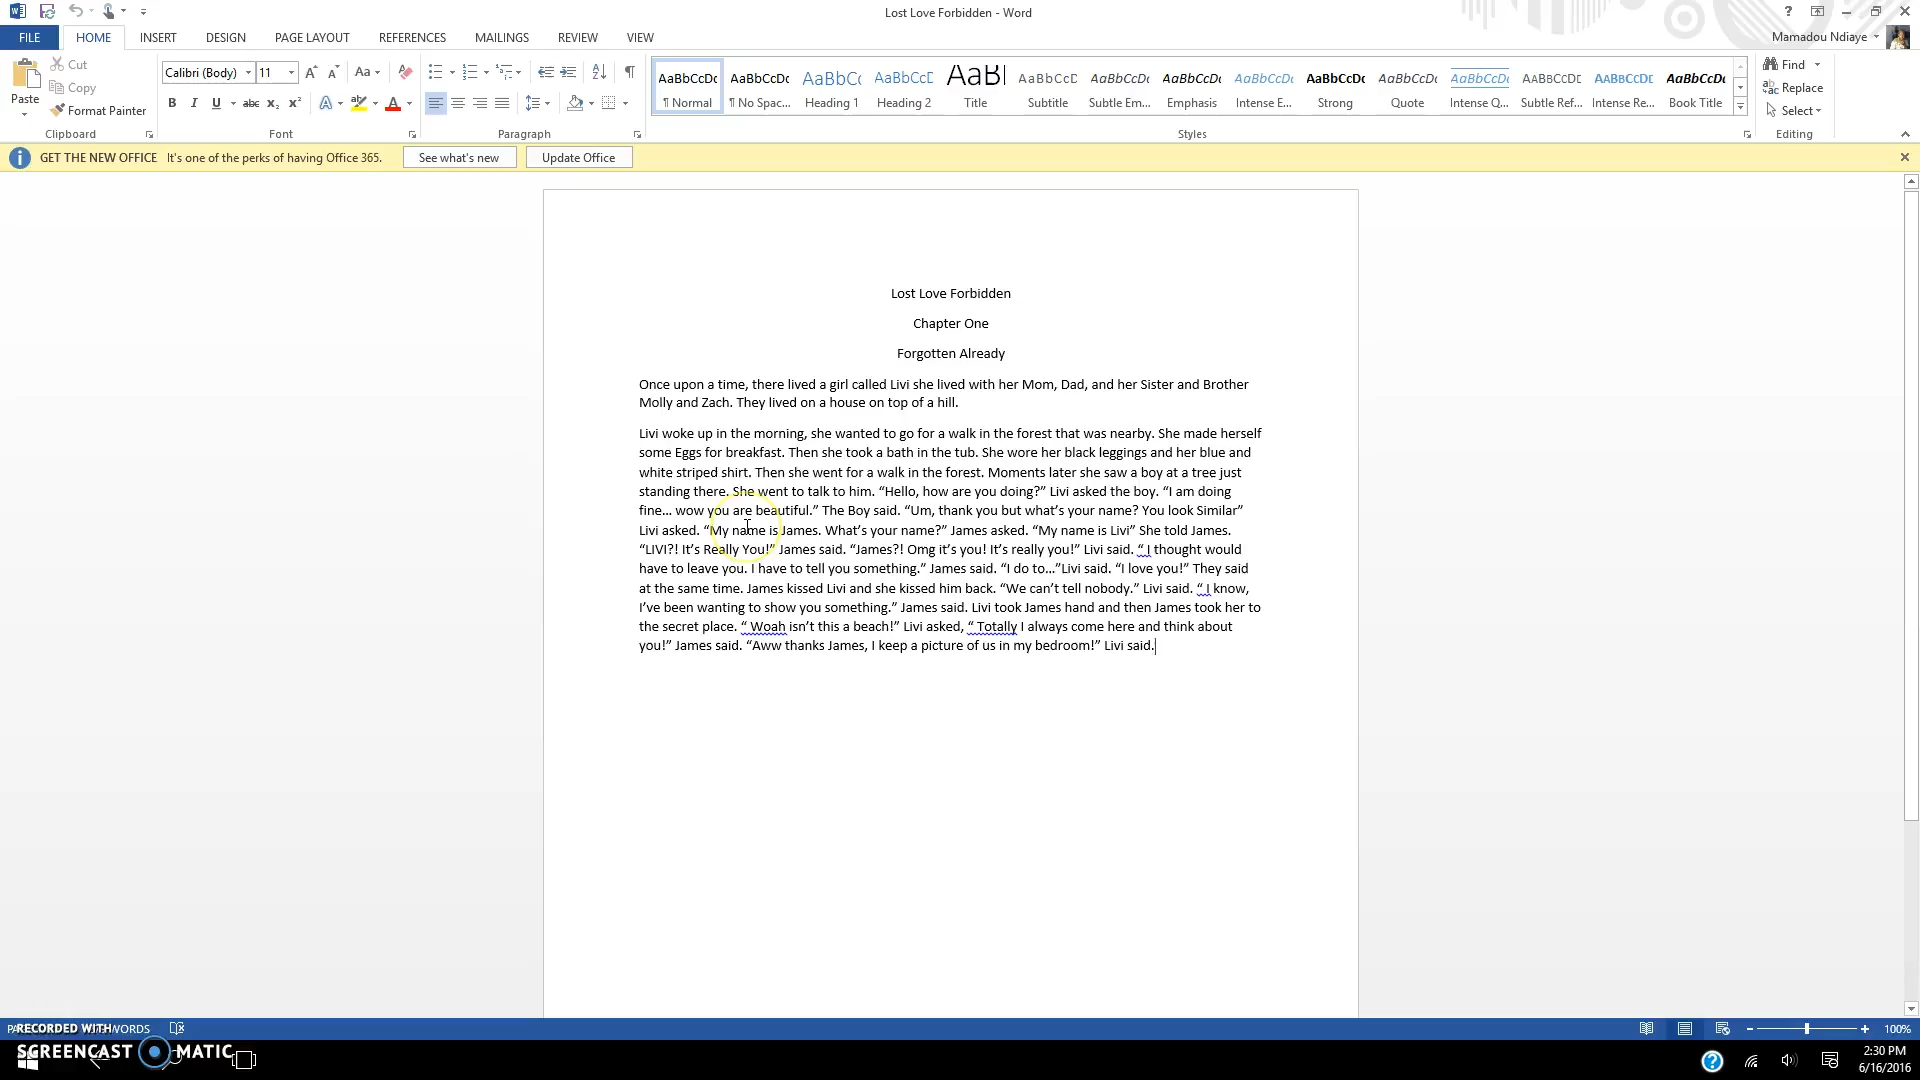 Lost Love Forbidden - Word
FILE HOME INSERT DESIGN PAGE LAYOUT REFERENCES MAILINGS REVIEW VIEW
Mamadou Ndiaye
Paste
Cut
Copy
Format Painter
Clipboard
Calibri (Body) 11
Font
Paragraph
AaBbCcDc AaBbCcDc AaBbCc AaBbCcD AaB AaBbCcD AaBbCcDc AaBbCcDc AaBbCcDc AaBbCcDc AaBbCcDc AaBbCcDc AABBCCDD AABBCCDD AaBbCcDc
¶ Normal ¶ No Spac... Heading 1 Heading 2 Title Subtitle Subtle Em... Emphasis Intense E... Strong Quote Intense Q... Subtle Ref... Intense Re... Book Title
Styles
Find
Replace
Select
Editing
GET THE NEW OFFICE It's one of the perks of having Office 365. See what's new Update Office
Lost Love Forbidden
Chapter One
Forgotten Already
Once upon a time, there lived a girl called Livi she lived with her Mom, Dad, and her Sister and Brother
Molly and Zach. They lived on a house on top of a hill.
Livi woke up in the morning, she wanted to go for a walk in the forest that was nearby. She made herself
some Eggs for breakfast. Then she took a bath in the tub. She wore her black leggings and her blue and
white striped shirt. Then she went for a walk in the forest. Moments later she saw a boy at a tree just
standing there. She went to talk to him. “Hello, how are you doing?” Livi asked the boy. “I am doing
fine… wow you are beautiful.” The Boy said. “Um, thank you but what’s your name? You look Similar”
Livi asked. “My name is James. What’s your name?” James asked. “My name is Livi” She told James.
“LIVI?! It’s Really You!” James said. “James?! Omg it’s you! It’s really you!” Livi said. “ I thought would
have to leave you. I have to tell you something.” James said. “I do to…”Livi said. “I love you!” They said
at the same time. James kissed Livi and she kissed him back. “We can’t tell nobody.” Livi said. “ I know,
I’ve been wanting to show you something.” James said. Livi took James hand and then James took her to
the secret place. “ Woah isn’t this a beach!” Livi asked, “ Totally I always come here and think about
you!” James said. “Aww thanks James, I keep a picture of us in my bedroom!” Livi said.
RECORDED WITH WORDS
100%
SCREENCAST MATIC
2:30 PM
6/16/2016